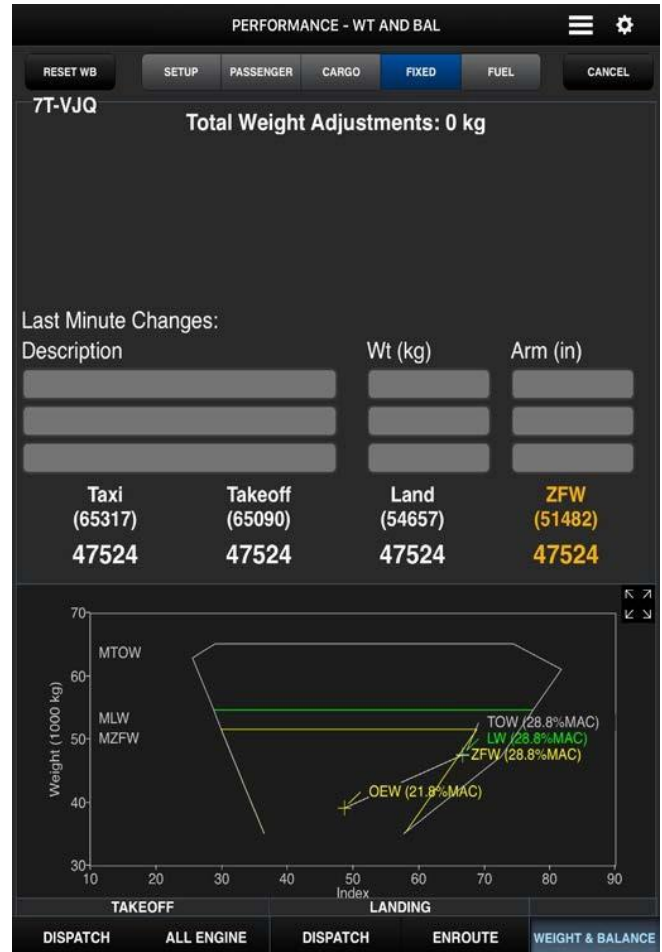 PERFORMANCE - WT AND BAL
RESET WB SETUP PASSENGER CARGO FIXED FUEL CANCEL
7T-VJQ
Total Weight Adjustments: 0 kg
Last Minute Changes:
Description Wt (kg) Arm (in)
Taxi Takeoff Land ZFW
(65317) (65090) (54657) (51482)
47524 47524 47524 47524
70
MTOW
60
MLW
TOW (28.8%MAC)
MZFW
LW (28.8%MAC)
50
ZFW (28.8%MAC)
Weight (1000 kg)
OEW (21.8%MAC)
40
30
10 20 30 40 50 60 70 80 90
Index
TAKEOFF LANDING
DISPATCH ALL ENGINE DISPATCH ENROUTE WEIGHT & BALANCE